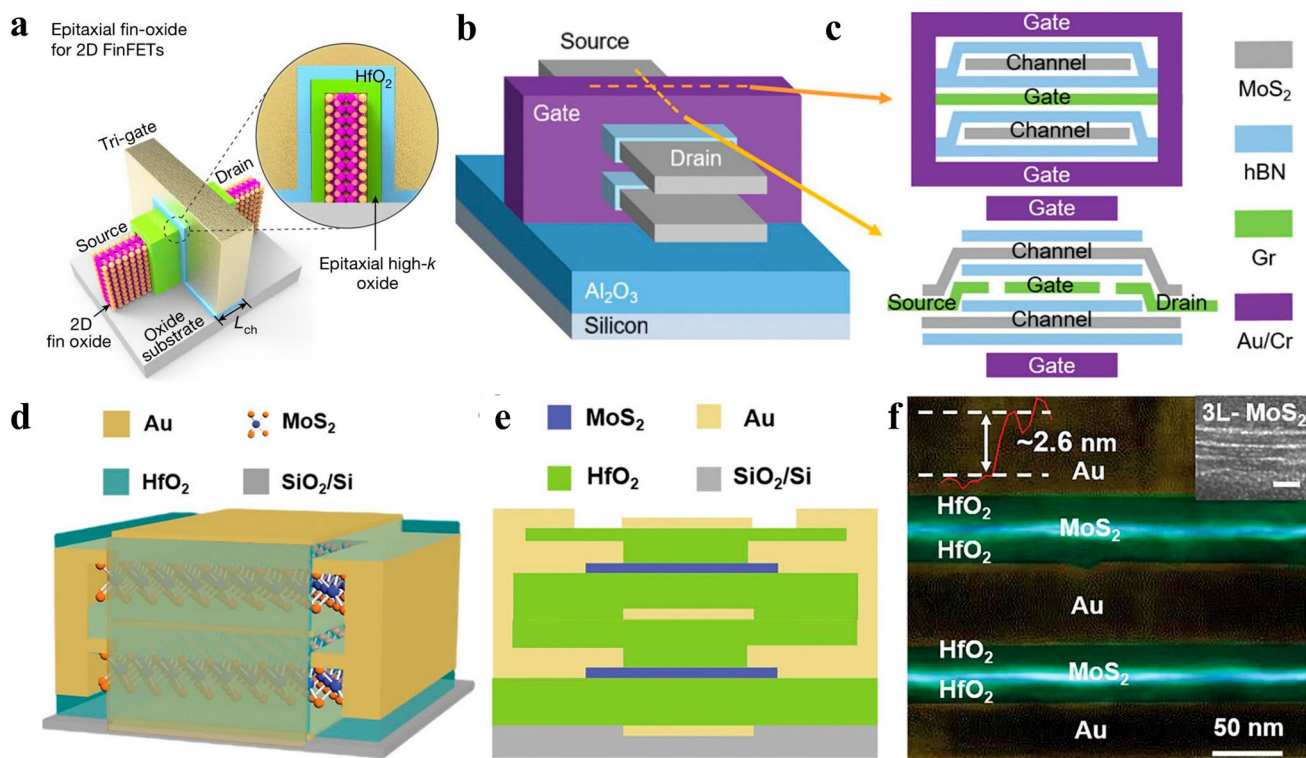 a
Epitaxial fin-oxide
for 2D FinFETs
HfO₂
Tri-gate
Drain
Source
Epitaxial high-k
oxide
2D
fin oxide
Oxide
substrate
L_ch
b
Source
Gate
Drain
Al₂O₃
Silicon
c
Gate
Channel
Gate
Channel
Gate
Gate
Channel
Gate
Source
Drain
Channel
Gate
MoS₂
hBN
Gr
Au/Cr
d
Au
MoS₂
HfO₂
SiO₂/Si
e
MoS₂
Au
HfO₂
SiO₂/Si
f
3L- MoS₂
~2.6 nm
Au
HfO₂
MoS₂
HfO₂
Au
HfO₂
MoS₂
HfO₂
Au
50 nm